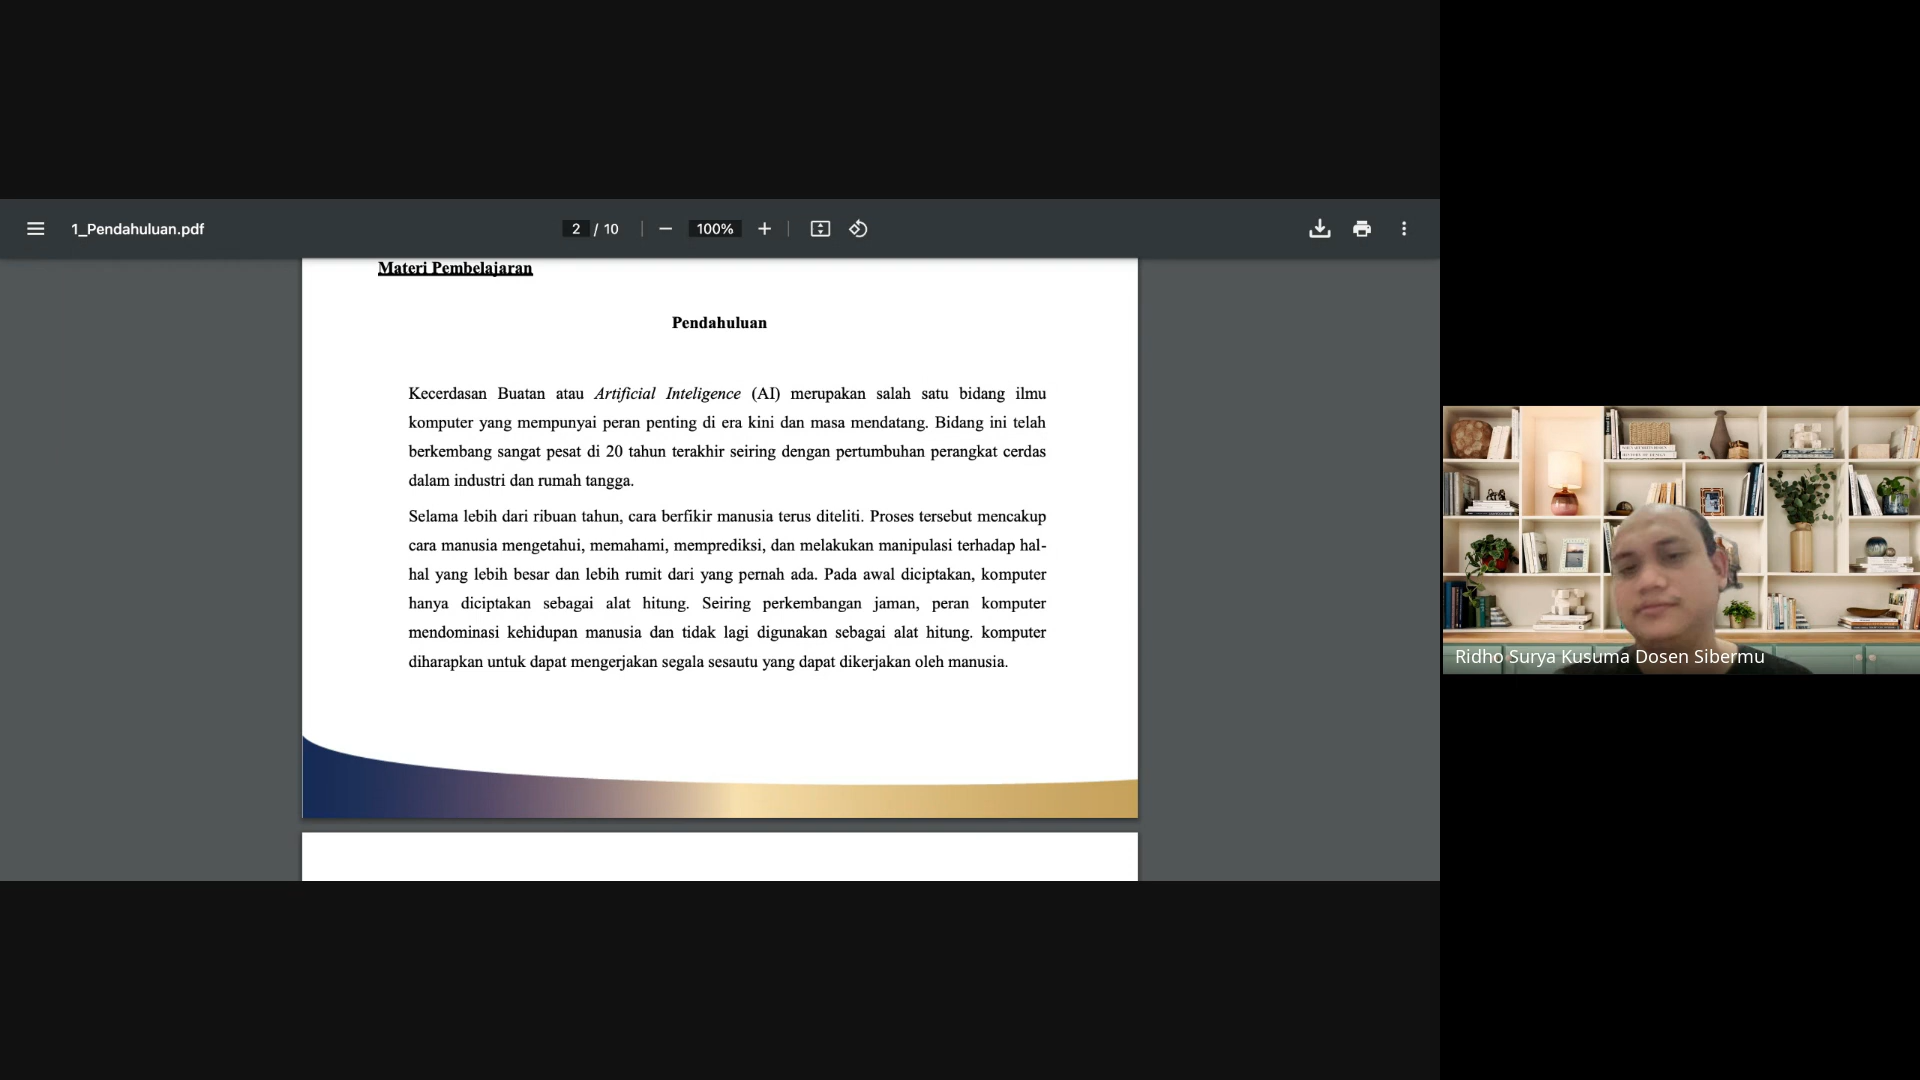 1_Pendahuluan.pdf
2 / 10
100%
Materi Pembelajaran
Pendahuluan
Kecerdasan Buatan atau Artificial Inteligence (AI) merupakan salah satu bidang ilmu
komputer yang mempunyai peran penting di era kini dan masa mendatang. Bidang ini telah
berkembang sangat pesat di 20 tahun terakhir seiring dengan pertumbuhan perangkat cerdas
dalam industri dan rumah tangga.
Selama lebih dari ribuan tahun, cara berfikir manusia terus diteliti. Proses tersebut mencakup
cara manusia mengetahui, memahami, memprediksi, dan melakukan manipulasi terhadap hal-
hal yang lebih besar dan lebih rumit dari yang pernah ada. Pada awal diciptakan, komputer
hanya diciptakan sebagai alat hitung. Seiring perkembangan jaman, peran komputer
mendominasi kehidupan manusia dan tidak lagi digunakan sebagai alat hitung. komputer
diharapkan untuk dapat mengerjakan segala sesautu yang dapat dikerjakan oleh manusia.
Ridho Surya Kusuma Dosen Sibermu